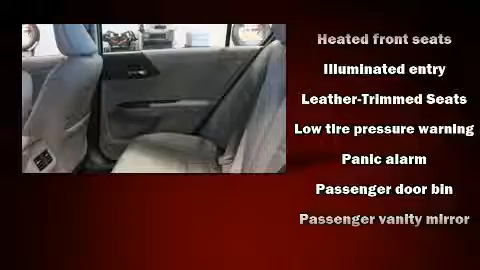 Heated front seats
Illuminated entry
Leather-Trimmed Seats
Low tire pressure warning
Panic alarm
Passenger door bin
Passenger vanity mirror